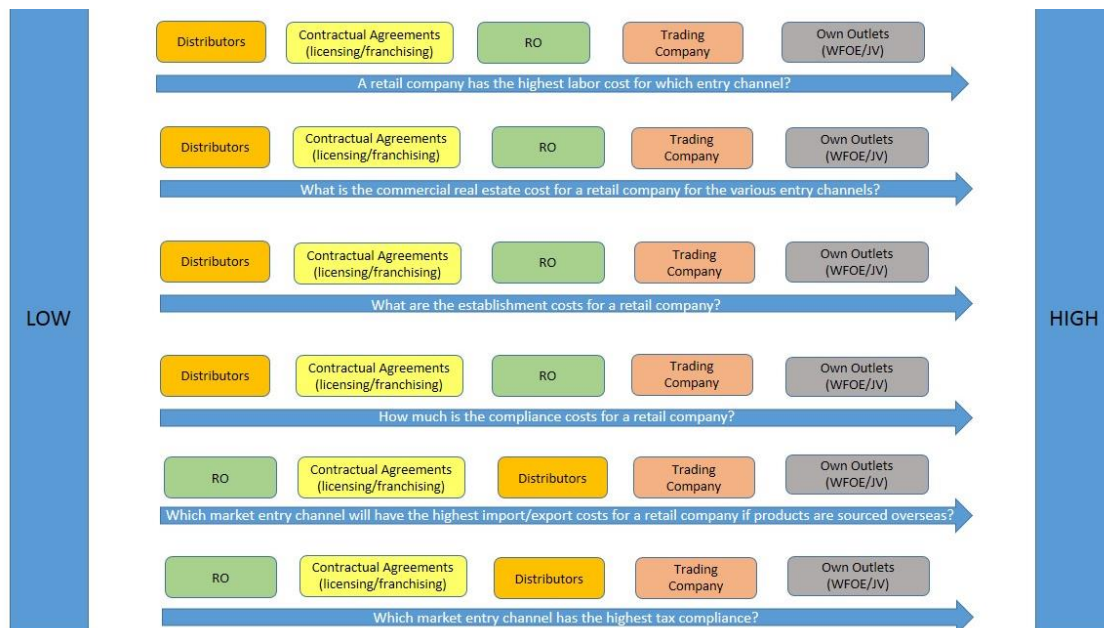 Distributors
Contractual Agreements
(licensing/franchising)
RO
Trading
Company
Own Outlets
(WFOE/JV)
A retail company has the highest labor cost for which entry channel?
Distributors
Contractual Agreements
(licensing/franchising)
RO
Trading
Company
Own Outlets
(WFOE/JV)
What is the commercial real estate cost for a retail company for the various entry channels?
Distributors
Contractual Agreements
(licensing/franchising)
RO
Trading
Company
Own Outlets
(WFOE/JV)
What are the establishment costs for a retail company?
LOW
HIGH
Distributors
Contractual Agreements
(licensing/franchising)
RO
Trading
Company
Own Outlets
(WFOE/JV)
How much is the compliance costs for a retail company?
RO
Contractual Agreements
(licensing/franchising)
Distributors
Trading
Company
Own Outlets
(WFOE/JV)
Which market entry channel will have the highest import/export costs for a retail company if products are sourced overseas?
RO
Contractual Agreements
(licensing/franchising)
Distributors
Trading
Company
Own Outlets
(WFOE/JV)
Which market entry channel has the highest tax compliance?